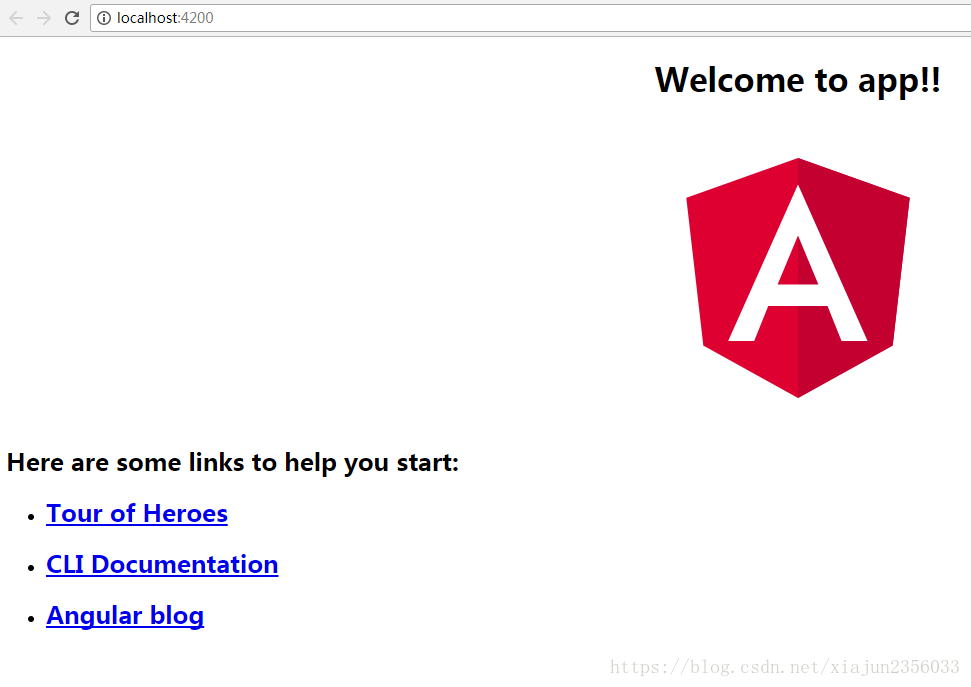 localhost:4200
Welcome to app!!
A
Here are some links to help you start:
Tour of Heroes
CLI Documentation
Angular blog
https://blog.csdn.net/xiajun2356033